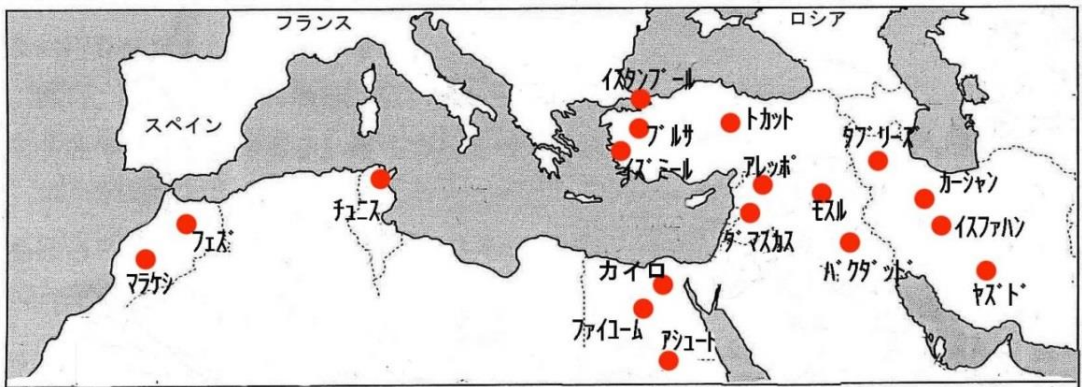 フランス
ロシア
スペイン
イスタンブール
トカット
ブルサ
イズミール
タブリーズ
アレッポ
カーシャン
チュニス
モスル
イスファハン
フェズ
ダマスカス
マラケシ
カイロ
バクダッド
ヤズド
ファイユーム
アシュート